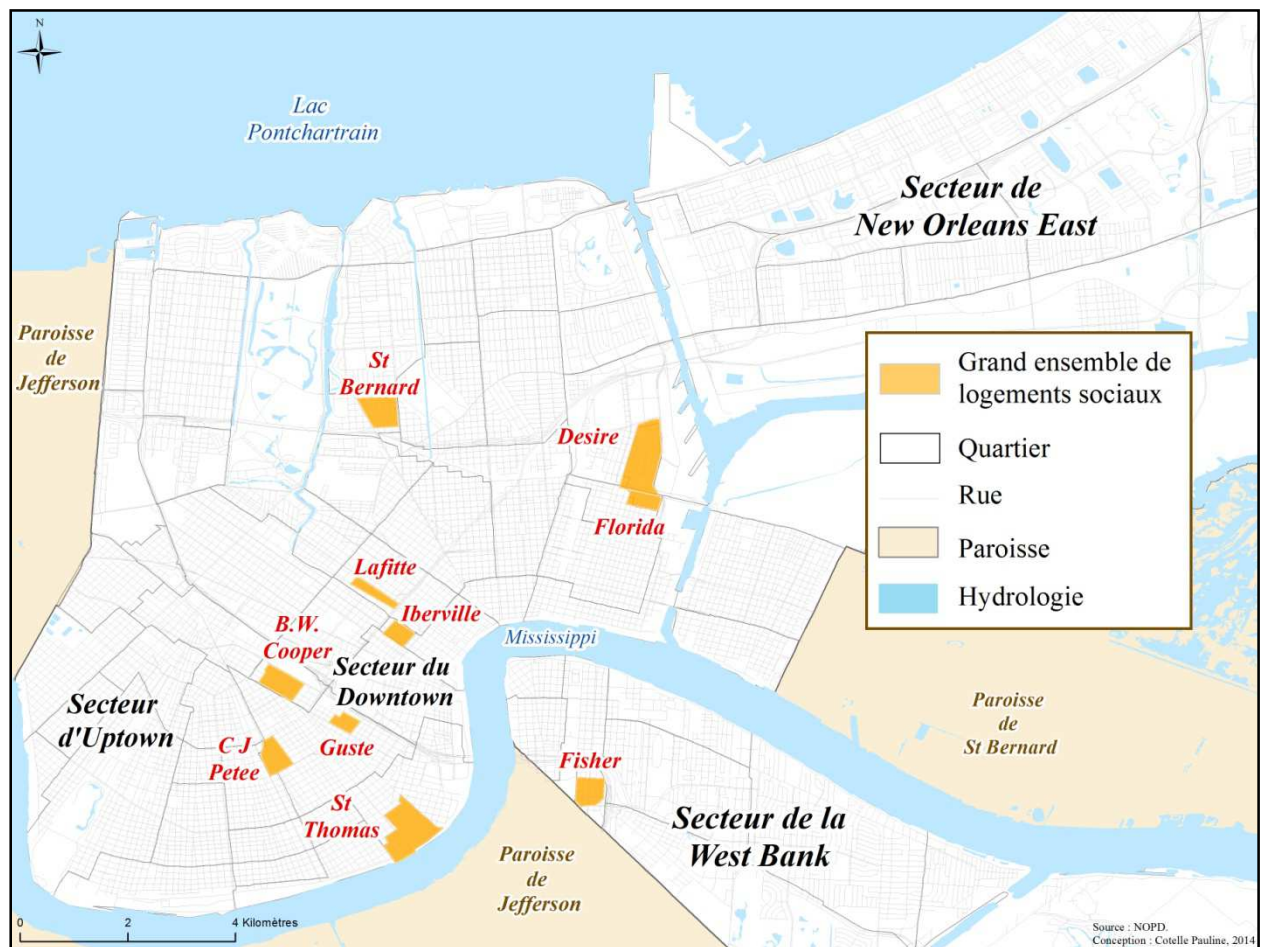 N
Lac
Pontchartrain
Secteur de
New Orleans East
Paroisse
de
Jefferson
St
Bernard
Desire
Florida
Lafitte
Iberville
B.W.
Cooper
Secteur du
Downtown
Mississippi
Secteur
d'Uptown
C J
Petee
Guste
St
Thomas
Fisher
Secteur de la
West Bank
Paroisse
de
Jefferson
Paroisse
de
St Bernard
Grand ensemble de
logements sociaux
Quartier
Rue
Paroisse
Hydrologie
0 2 4 Kilomètres
Source : NOPD.
Conception : Cotelle Pauline, 2014